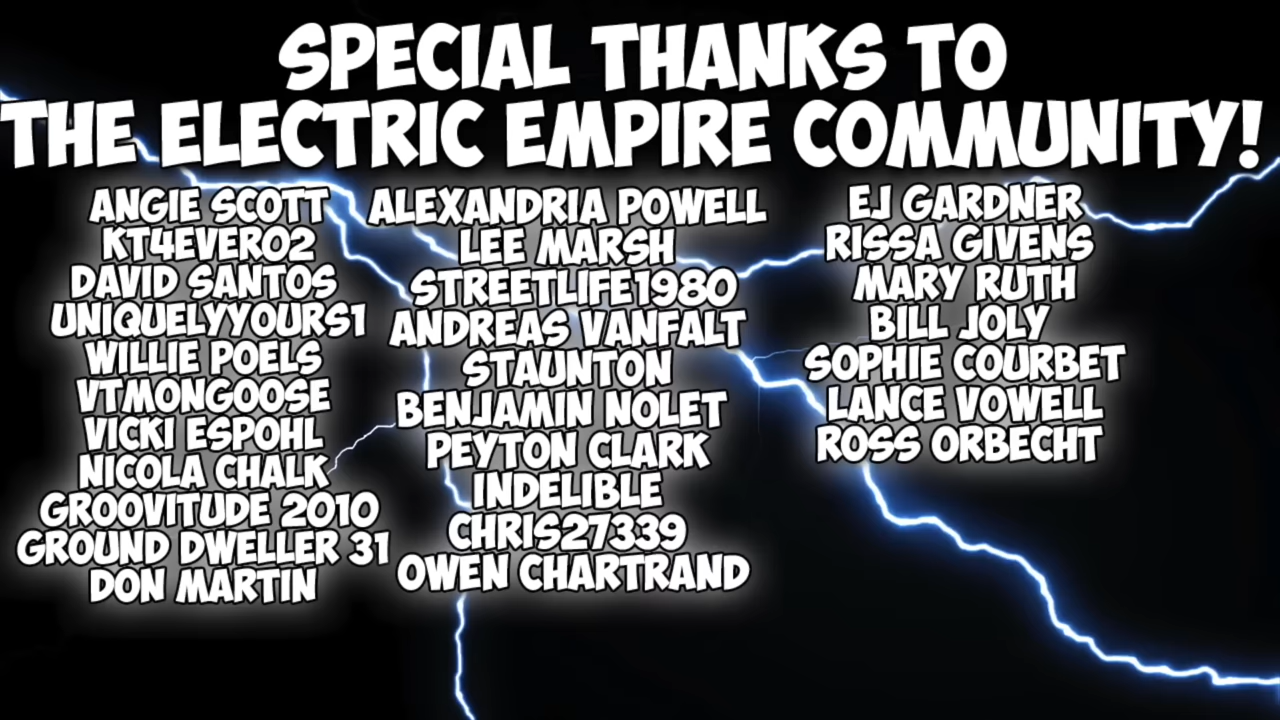 SPECIAL THANKS TO
THE ELECTRIC EMPIRE COMMUNITY!
ANGIE SCOTT
KT4EVER02
DAVID SANTOS
UNIQUELYYOURS1
WILLIE POELS
VTMONGOOSE
VICKI ESPOHL
NICOLA CHALK
GROOVITUDE 2010
GROUND DWELLER 31
DON MARTIN
ALEXANDRIA POWELL
LEE MARSH
STREETLIFE1980
ANDREAS VANFALT
STAUNTON
BENJAMIN NOLET
PEYTON CLARK
INDELIBLE
CHRIS27339
OWEN CHARTRAND
EJ GARDNER
RISSA GIVENS
MARY RUTH
BILL JOLY
SOPHIE COURBET
LANCE VOWELL
ROSS ORBECHT